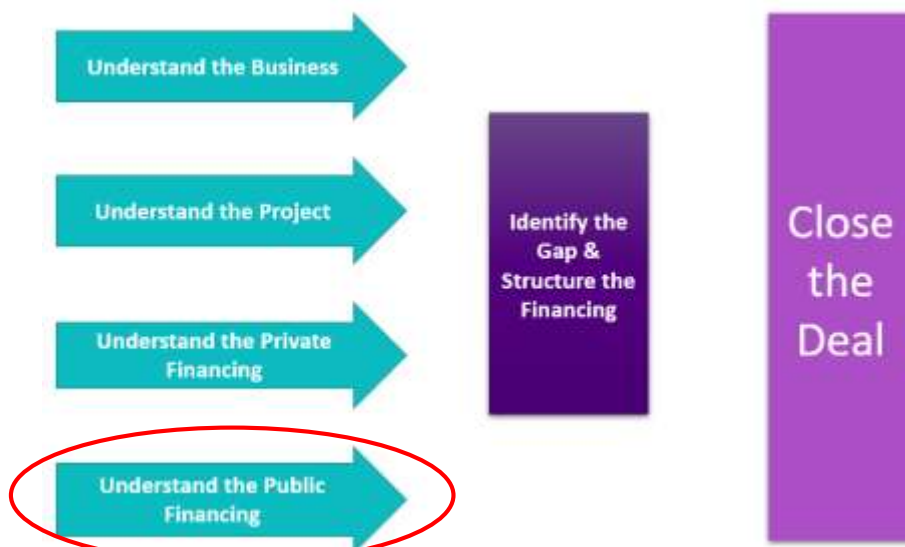 Understand the Business
Understand the Project
Understand the Private
Financing
Understand the Public
Financing
Identify the
Gap &
Structure the
Financing
Close
the
Deal